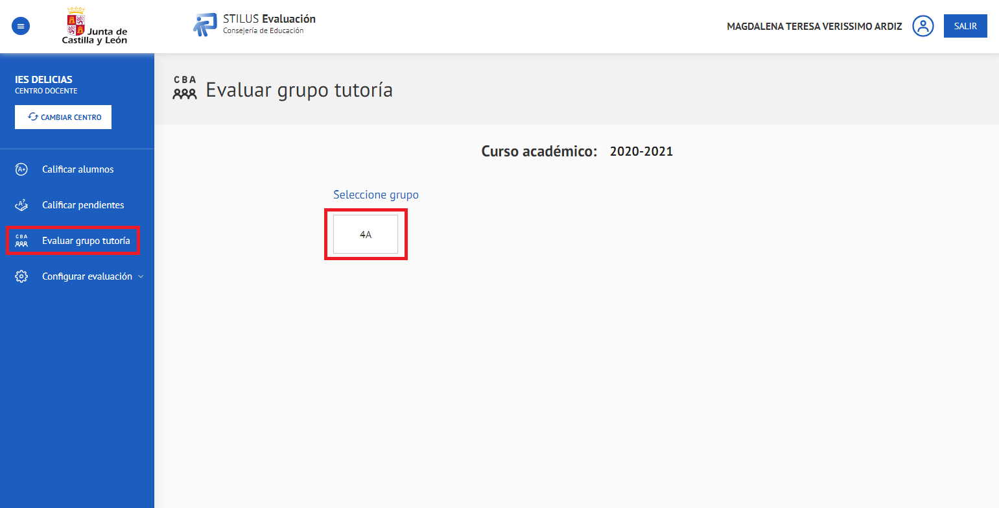 Junta de
Castilla y León
STILUS Evaluación
Consejería de Educación
MAGDALENA TERESA VERISSIMO ARDIZ
SALIR
IES DELICIAS
CENTRO DOCENTE
CAMBIAR CENTRO
A+ Calificar alumnos
A? Calificar pendientes
CBA Evaluar grupo tutoría
Configurar evaluación
CBA Evaluar grupo tutoría
Curso académico: 2020-2021
Seleccione grupo
4A